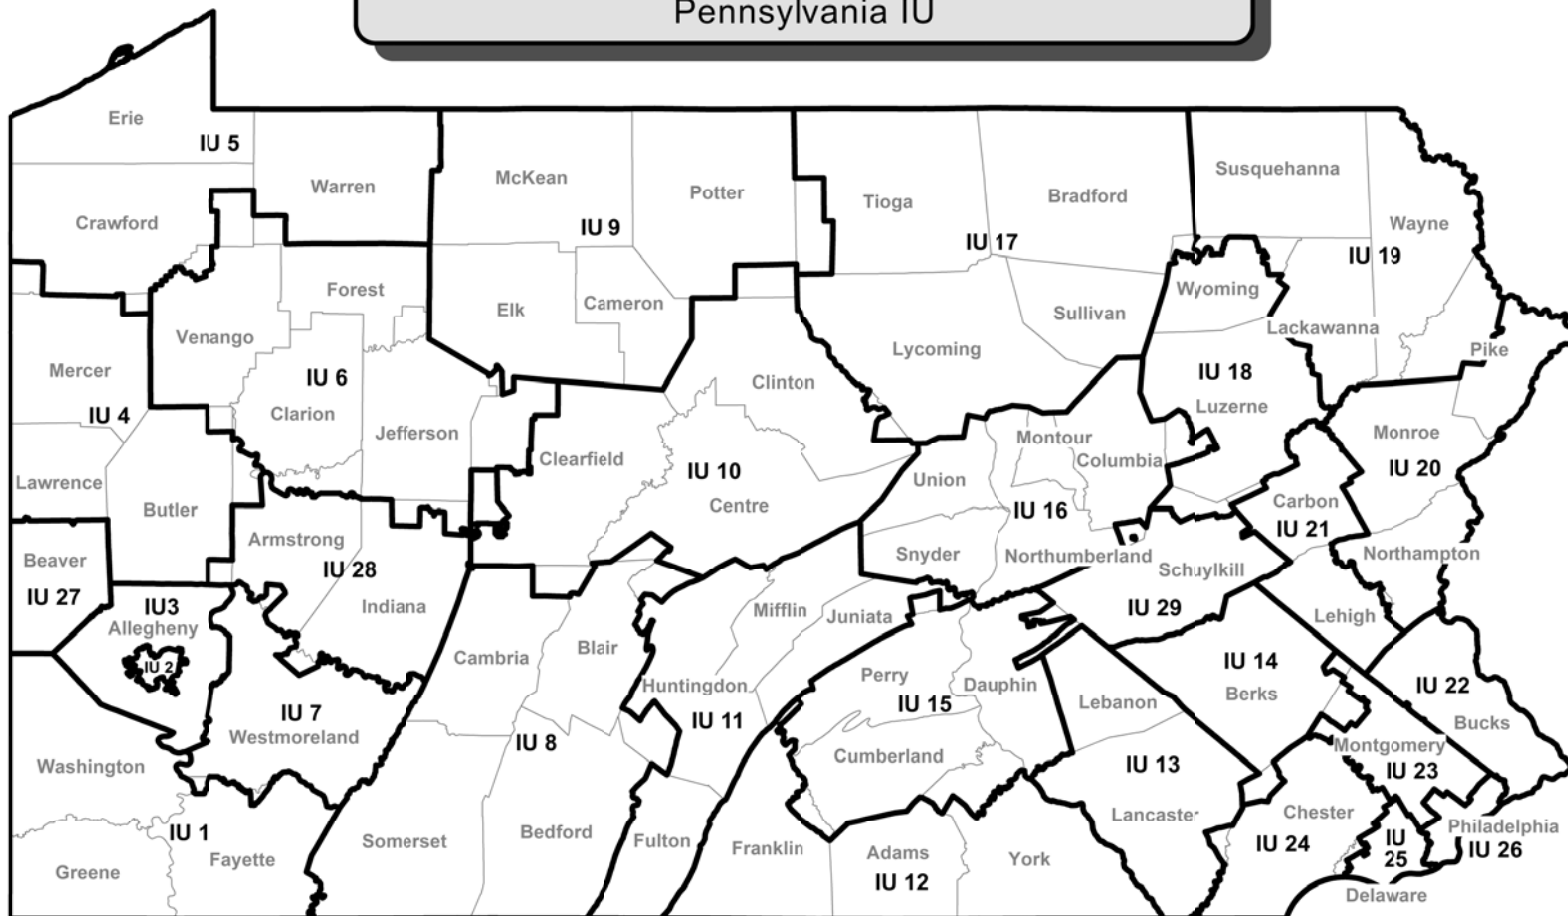 Pennsylvania IU
Erie
IU 5
Warren
McKean
Potter
IU 9
Tioga
Bradford
IU 17
Susquehanna
Wayne
IU 19
Crawford
Forest
Venango
Elk
Cameron
Sullivan
Wyoming
Lackawanna
Pike
Mercer
IU 4
IU 6
Clarion
Jefferson
Clinton
Lycoming
IU 18
Luzerne
Monroe
IU 20
Lawrence
Butler
Clearfield
IU 10
Centre
Union
Montour
Columbia
IU 16
Carbon
IU 21
Northampton
Beaver
IU 27
Armstrong
IU 28
Indiana
Snyder
Northumberland
Schuylkill
IU 29
IU3
Allegheny
IU 2
Mifflin
Juniata
Lehigh
Cambria
Blair
Huntingdon
IU 11
Perry
IU 15
Dauphin
Lebanon
IU 14
Berks
IU 22
Bucks
IU 7
Westmoreland
IU 8
Cumberland
IU 13
Lancaster
Montgomery
IU 23
Washington
IU 1
Greene
Fayette
Somerset
Bedford
Fulton
Franklin
Adams
IU 12
York
Chester
IU 24
IU
25
Philadelphia
IU 26
Delaware